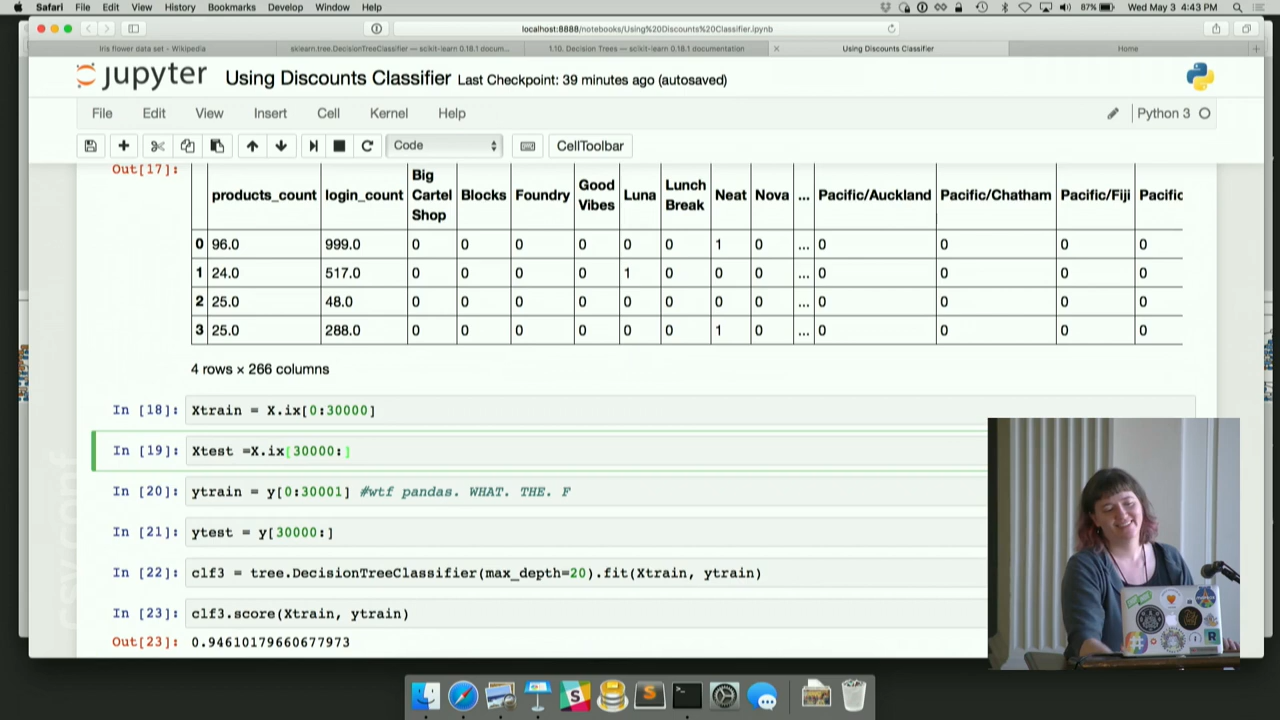 Safari File Edit View History Bookmarks Develop Window Help 87% Wed May 3 4:43 PM
localhost:8888/notebooks/Using%20Discounts%20Classifier.ipynb
Iris flower data set – Wikipedia sklearn.tree.DecisionTreeClassifier — scikit-learn 0.18.1 docum... 1.10. Decision Trees — scikit-learn 0.18.1 documentation Using Discounts Classifier Home
jupyter Using Discounts Classifier Last Checkpoint: 39 minutes ago (autosaved)
File Edit View Insert Cell Kernel Help Python 3
Code CellToolbar
Out[17]:
products_count login_count Big Cartel Shop Blocks Foundry Good Vibes Luna Lunch Break Neat Nova ... Pacific/Auckland Pacific/Chatham Pacific/Fiji Pacific
0 96.0 999.0 0 0 0 0 0 0 1 0 ... 0 0 0 0
1 24.0 517.0 0 0 0 0 1 0 0 0 ... 0 0 0 0
2 25.0 48.0 0 0 0 0 0 0 0 0 ... 0 0 0 0
3 25.0 288.0 0 0 0 0 0 0 1 0 ... 0 0 0 0
4 rows × 266 columns
In [18]: Xtrain = X.ix[0:30000]
In [19]: Xtest =X.ix[30000:]
In [20]: ytrain = y[0:30001] #wtf pandas. WHAT. THE. F
In [21]: ytest = y[30000:]
In [22]: clf3 = tree.DecisionTreeClassifier(max_depth=20).fit(Xtrain, ytrain)
In [23]: clf3.score(Xtrain, ytrain)
Out[23]: 0.94610179660677973
csv,conf